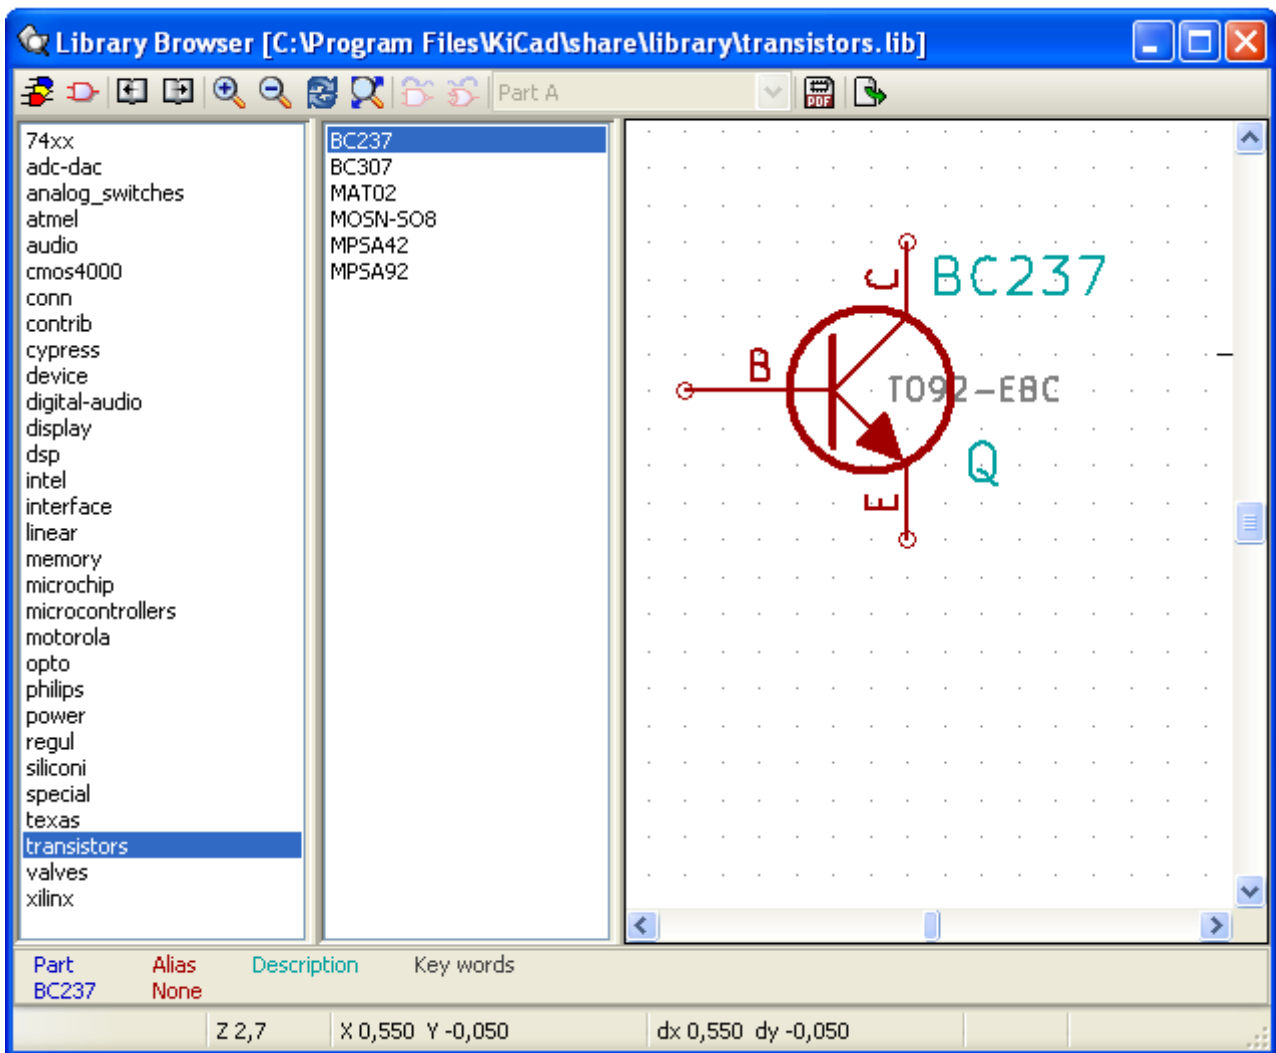 Library Browser [C:\Program Files\KiCad\share\library\transistors.lib]
Part A
PDF
74xx
adc-dac
analog_switches
atmel
audio
cmos4000
conn
contrib
cypress
device
digital-audio
display
dsp
intel
interface
linear
memory
microchip
microcontrollers
motorola
opto
philips
power
regul
siliconi
special
texas
transistors
valves
xilinx
BC237
BC307
MAT02
MOSN-SO8
MPSA42
MPSA92
C
BC237
B
TO92-EBC
Q
E
Part Alias Description Key words
BC237 None
Z 2,7 X 0,550 Y -0,050 dx 0,550 dy -0,050